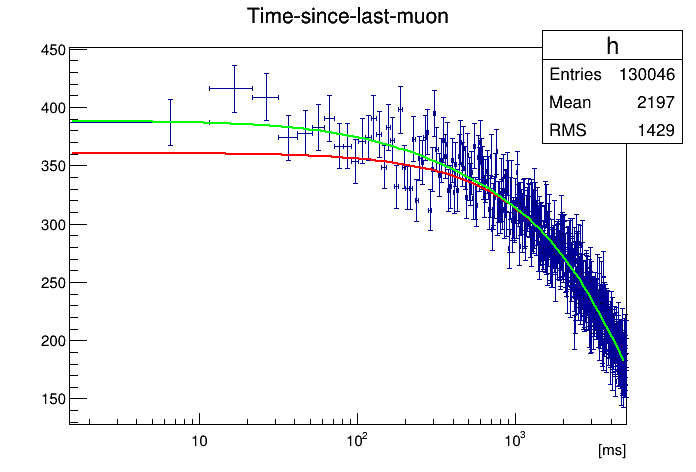 Time-since-last-muon
h
Entries 130046
Mean 2197
RMS 1429
450
400
350
300
250
200
150
10
10²
10³
[ms]